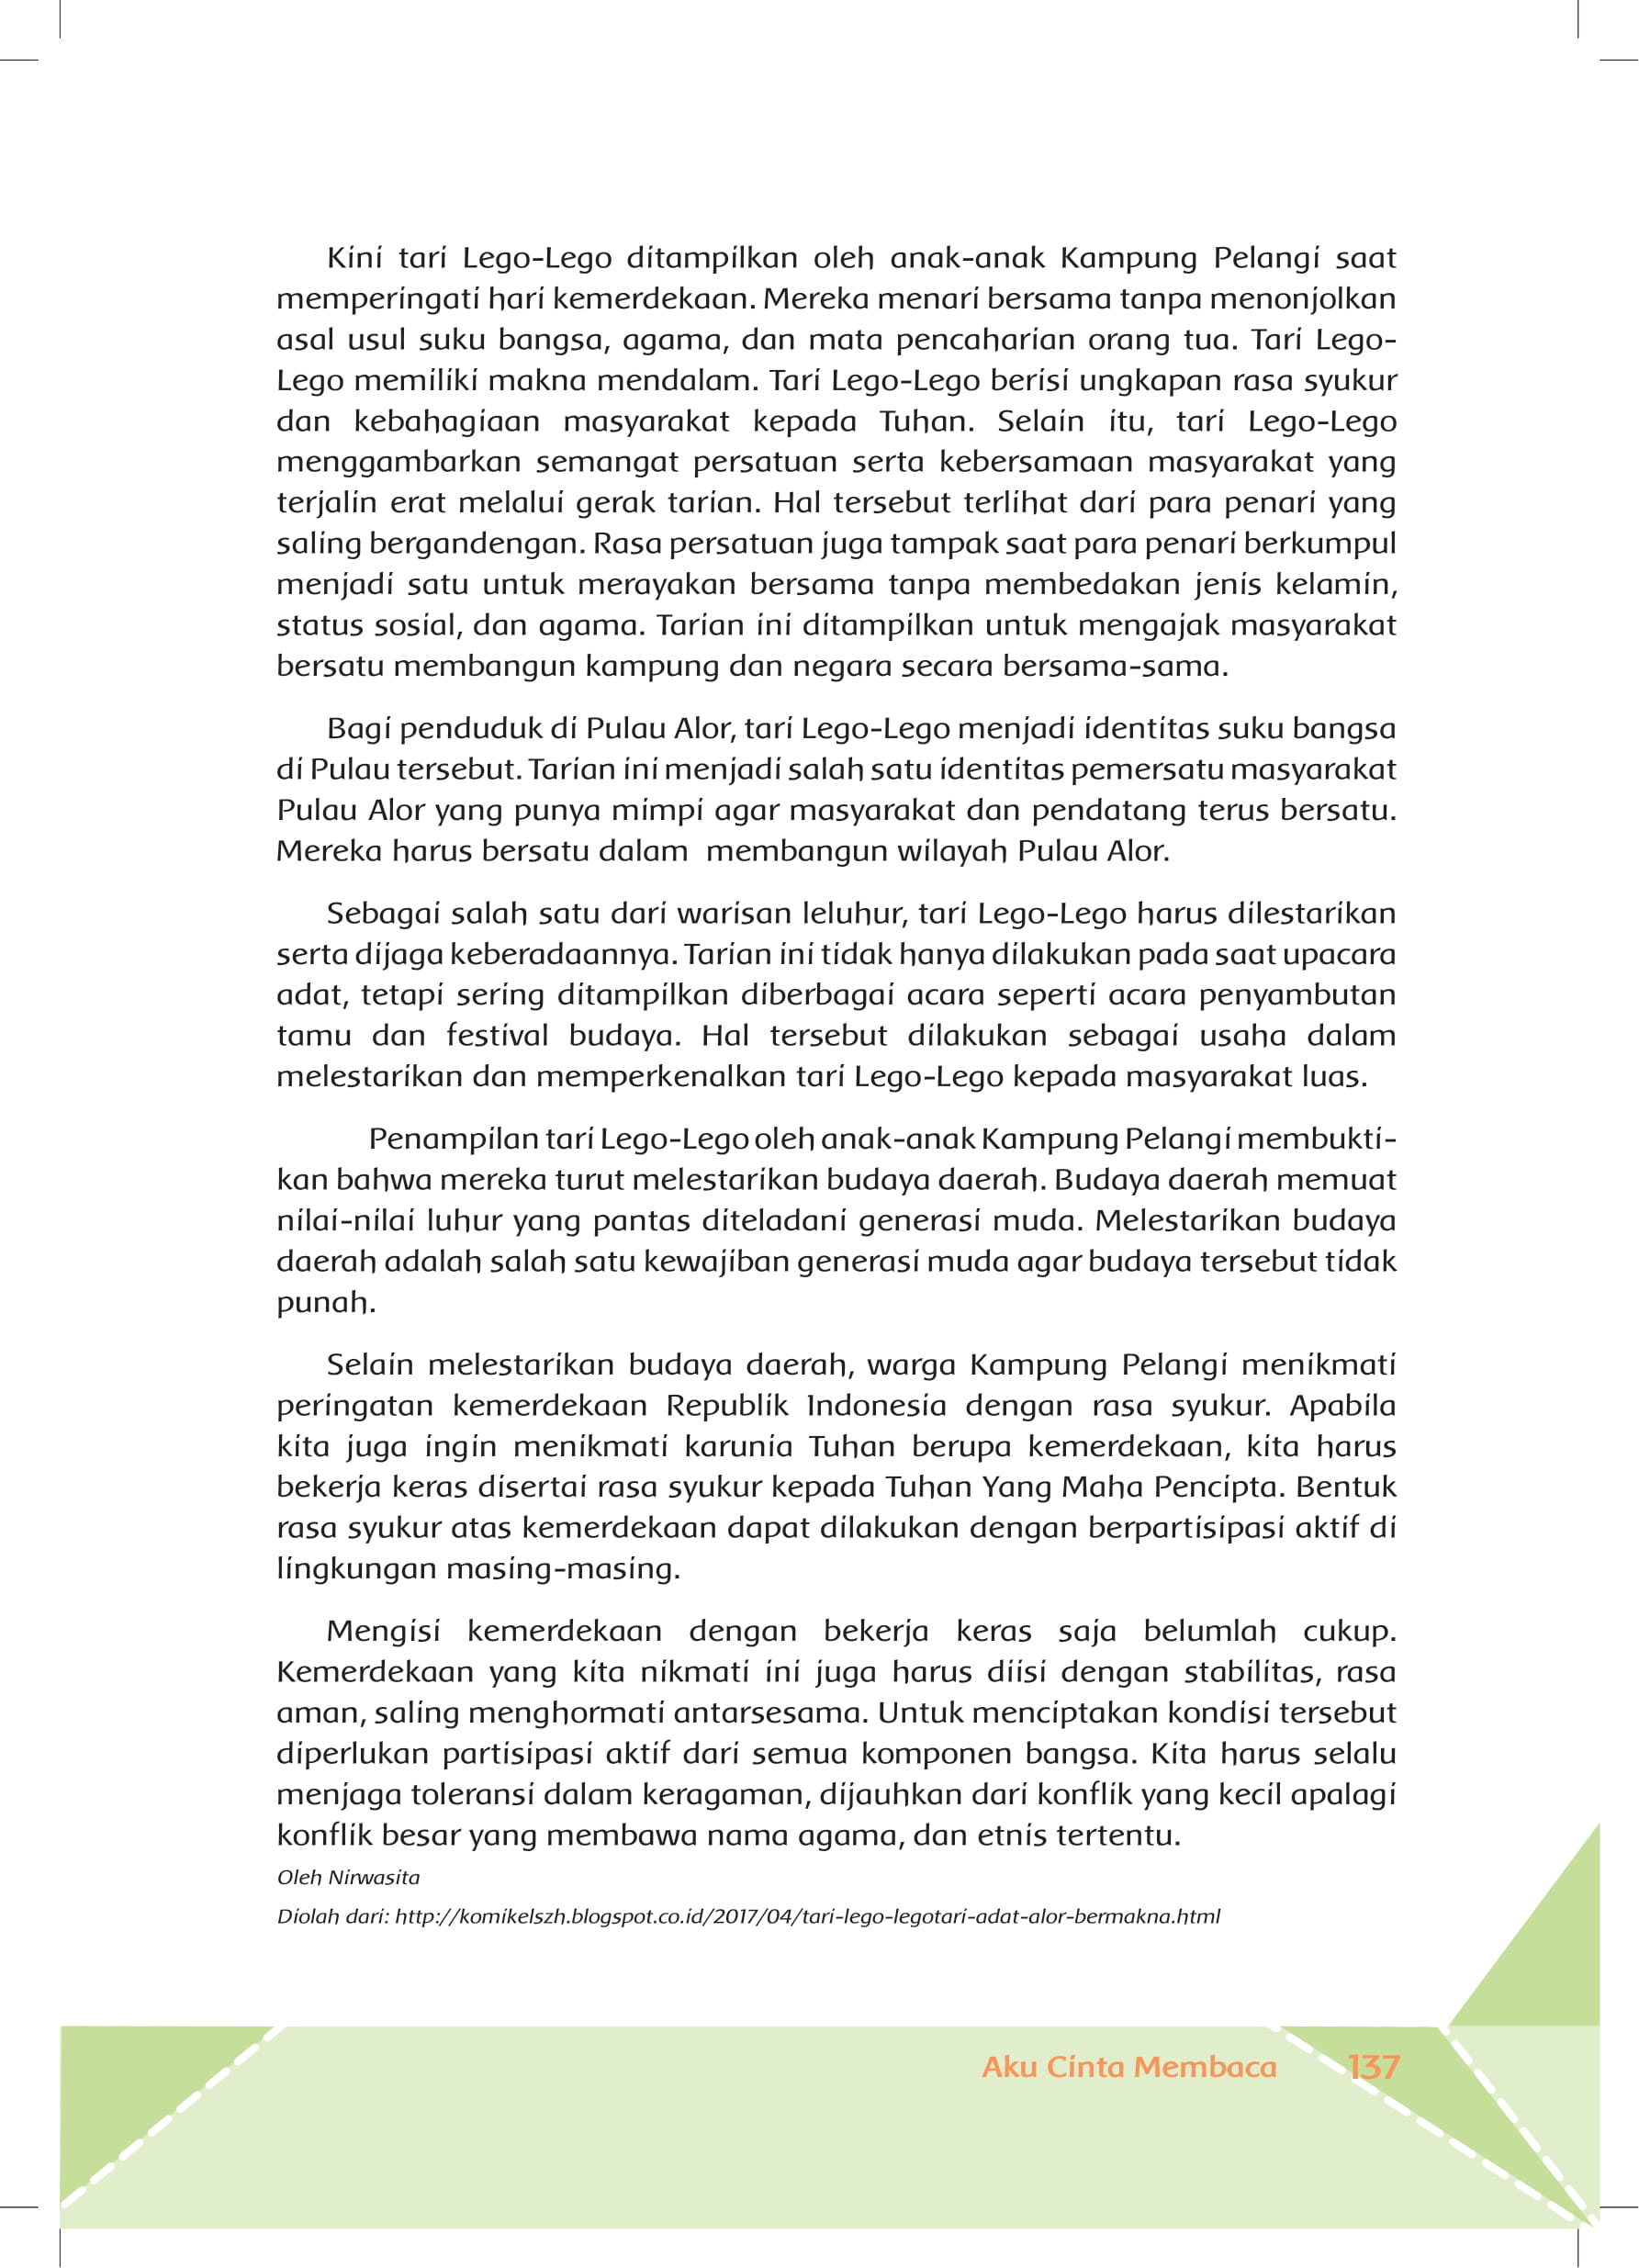 Kini tari Lego-Lego ditampilkan oleh anak-anak Kampung Pelangi saat
memperingati hari kemerdekaan. Mereka menari bersama tanpa menonjolkan
asal usul suku bangsa, agama, dan mata pencaharian orang tua. Tari Lego-
Lego memiliki makna mendalam. Tari Lego-Lego berisi ungkapan rasa syukur
dan kebahagiaan masyarakat kepada Tuhan. Selain itu, tari Lego-Lego
menggambarkan semangat persatuan serta kebersamaan masyarakat yang
terjalin erat melalui gerak tarian. Hal tersebut terlihat dari para penari yang
saling bergandengan. Rasa persatuan juga tampak saat para penari berkumpul
menjadi satu untuk merayakan bersama tanpa membedakan jenis kelamin,
status sosial, dan agama. Tarian ini ditampilkan untuk mengajak masyarakat
bersatu membangun kampung dan negara secara bersama-sama.
Bagi penduduk di Pulau Alor, tari Lego-Lego menjadi identitas suku bangsa
di Pulau tersebut. Tarian ini menjadi salah satu identitas pemersatu masyarakat
Pulau Alor yang punya mimpi agar masyarakat dan pendatang terus bersatu.
Mereka harus bersatu dalam membangun wilayah Pulau Alor.
Sebagai salah satu dari warisan leluhur, tari Lego-Lego harus dilestarikan
serta dijaga keberadaannya. Tarian ini tidak hanya dilakukan pada saat upacara
adat, tetapi sering ditampilkan diberbagai acara seperti acara penyambutan
tamu dan festival budaya. Hal tersebut dilakukan sebagai usaha dalam
melestarikan dan memperkenalkan tari Lego-Lego kepada masyarakat luas.
Penampilan tari Lego-Lego oleh anak-anak Kampung Pelangi membukti-
kan bahwa mereka turut melestarikan budaya daerah. Budaya daerah memuat
nilai-nilai luhur yang pantas diteladani generasi muda. Melestarikan budaya
daerah adalah salah satu kewajiban generasi muda agar budaya tersebut tidak
punah.
Selain melestarikan budaya daerah, warga Kampung Pelangi menikmati
peringatan kemerdekaan Republik Indonesia dengan rasa syukur. Apabila
kita juga ingin menikmati karunia Tuhan berupa kemerdekaan, kita harus
bekerja keras disertai rasa syukur kepada Tuhan Yang Maha Pencipta. Bentuk
rasa syukur atas kemerdekaan dapat dilakukan dengan berpartisipasi aktif di
lingkungan masing-masing.
Mengisi kemerdekaan dengan bekerja keras saja belumlah cukup.
Kemerdekaan yang kita nikmati ini juga harus diisi dengan stabilitas, rasa
aman, saling menghormati antarsesama. Untuk menciptakan kondisi tersebut
diperlukan partisipasi aktif dari semua komponen bangsa. Kita harus selalu
menjaga toleransi dalam keragaman, dijauhkan dari konflik yang kecil apalagi
konflik besar yang membawa nama agama, dan etnis tertentu.
Oleh Nirwasita
Diolah dari: http://komikelszh.blogspot.co.id/2017/04/tari-lego-legotari-adat-alor-bermakna.html
Aku Cinta Membaca 137